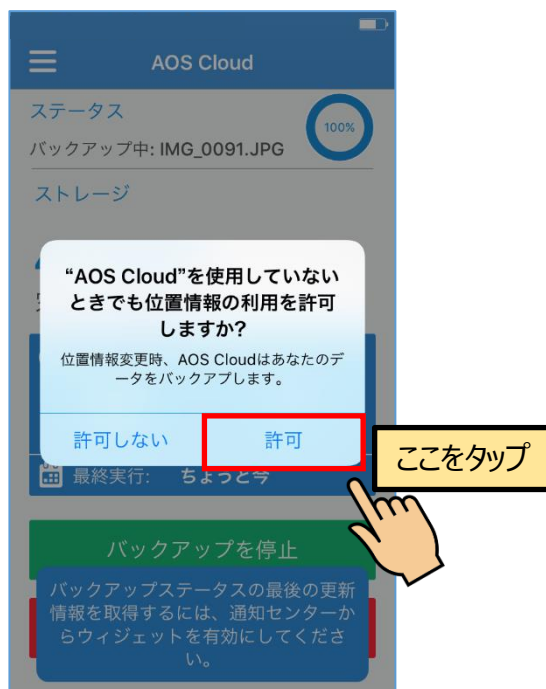 AOS Cloud
ステータス
100%
バックアップ中: IMG_0091.JPG
ストレージ
“AOS Cloud”を使用していない
ときでも位置情報の利用を許可
しますか?
位置情報変更時、AOS Cloudはあなたのデ
ータをバックアプします。
許可しない
許可
ここをタップ
最終実行: ちょうど今
バックアップを停止
バックアップステータスの最後の更新
情報を取得するには、通知センターか
らウィジェットを有効にしてくださ
い。